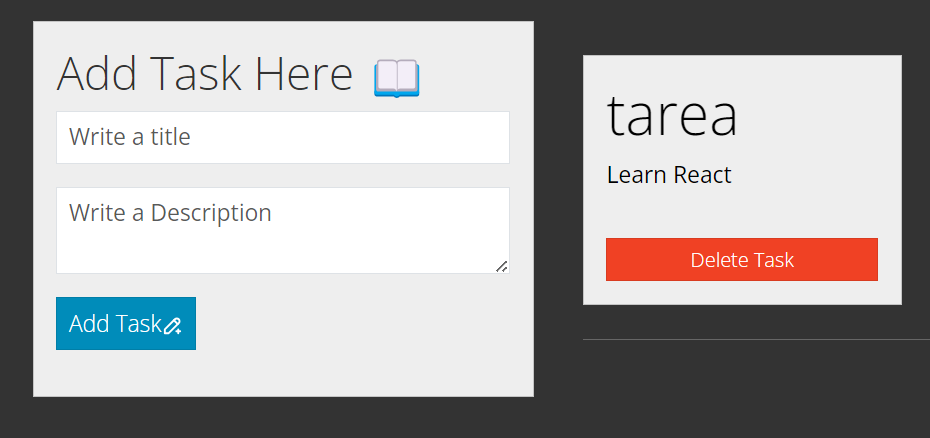 Add Task Here
Write a title
Write a Description
Add Task
tarea
Learn React
Delete Task